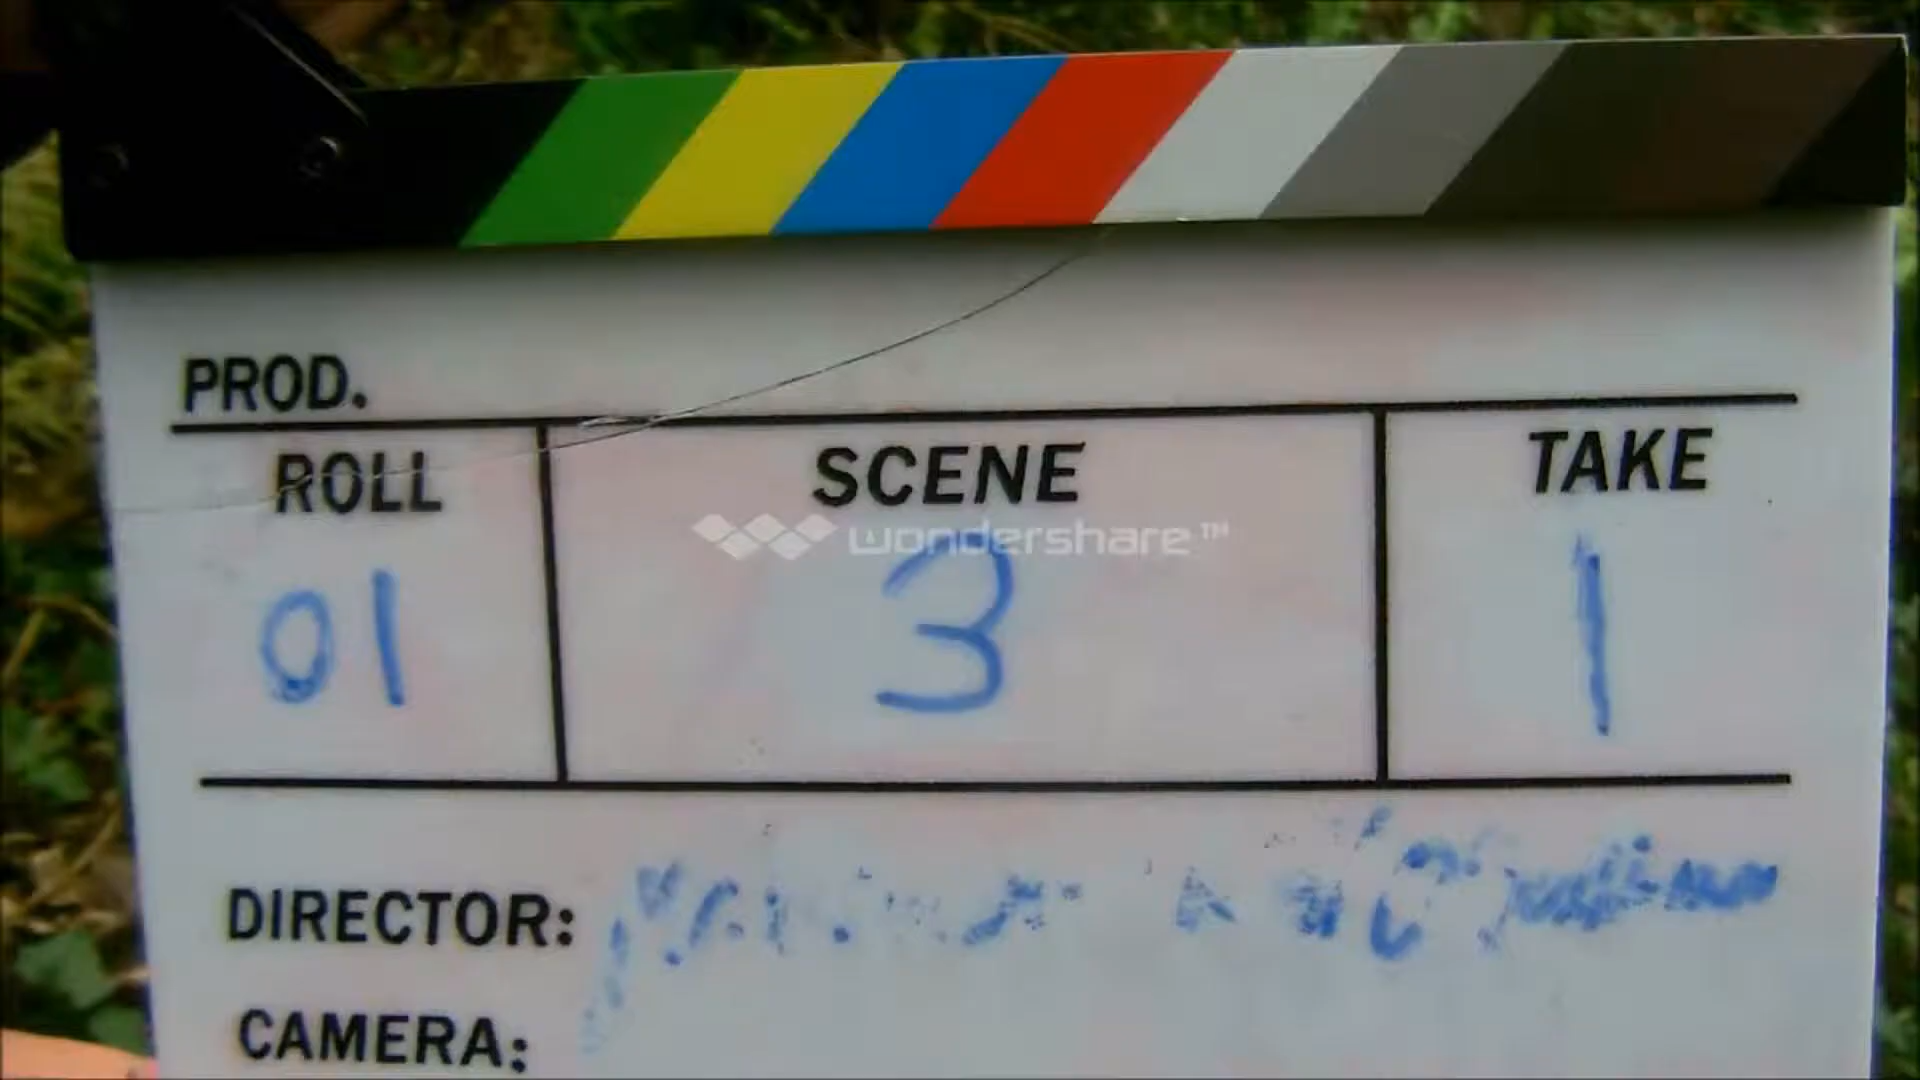 PROD.
ROLL SCENE TAKE
wondershare™
01 3 1
DIRECTOR:
CAMERA: